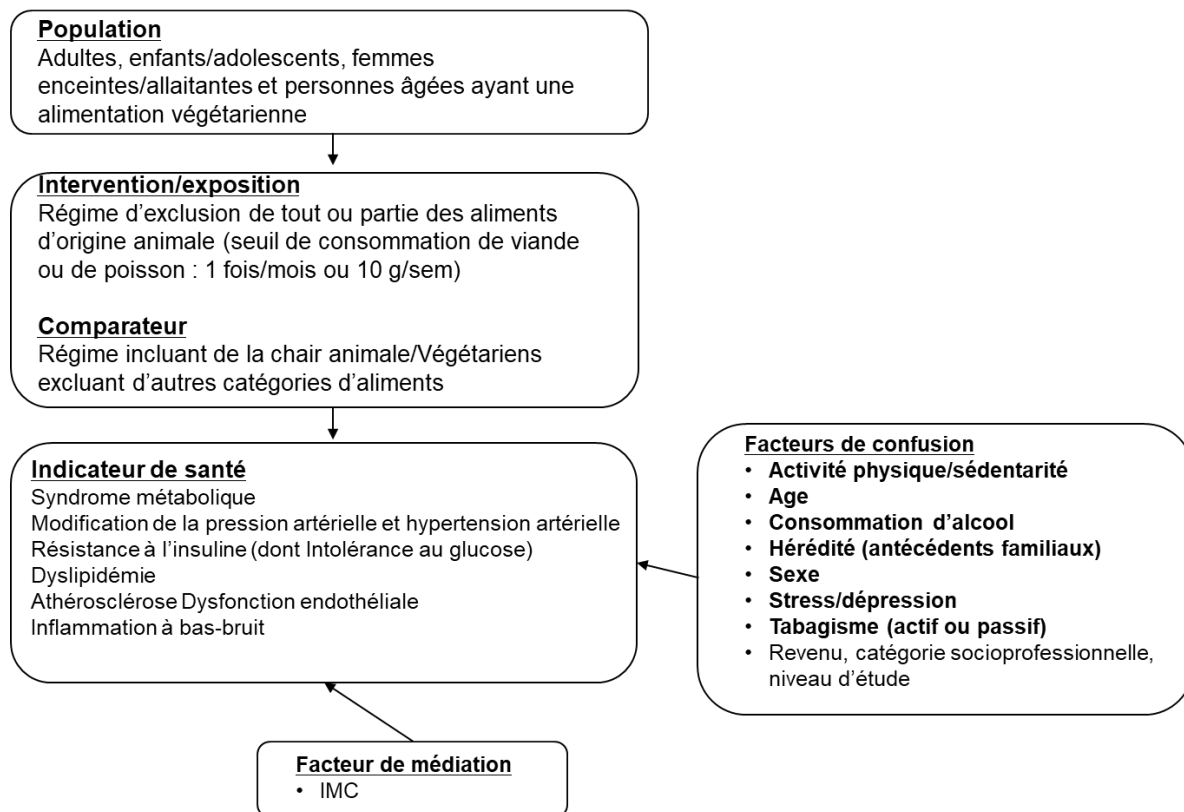 Population
Adultes, enfants/adolescents, femmes
enceintes/allaitantes et personnes âgées ayant une
alimentation végétarienne
Intervention/exposition
Régime d’exclusion de tout ou partie des aliments
d’origine animale (seuil de consommation de viande
ou de poisson : 1 fois/mois ou 10 g/sem)
Comparateur
Régime incluant de la chair animale/Végétariens
excluant d’autres catégories d’aliments
Indicateur de santé
Syndrome métabolique
Modification de la pression artérielle et hypertension artérielle
Résistance à l’insuline (dont Intolérance au glucose)
Dyslipidémie
Athérosclérose Dysfonction endothéliale
Inflammation à bas-bruit
Facteurs de confusion
• Activité physique/sédentarité
• Age
• Consommation d’alcool
• Hérédité (antécédents familiaux)
• Sexe
• Stress/dépression
• Tabagisme (actif ou passif)
• Revenu, catégorie socioprofessionnelle,
niveau d’étude
Facteur de médiation
• IMC